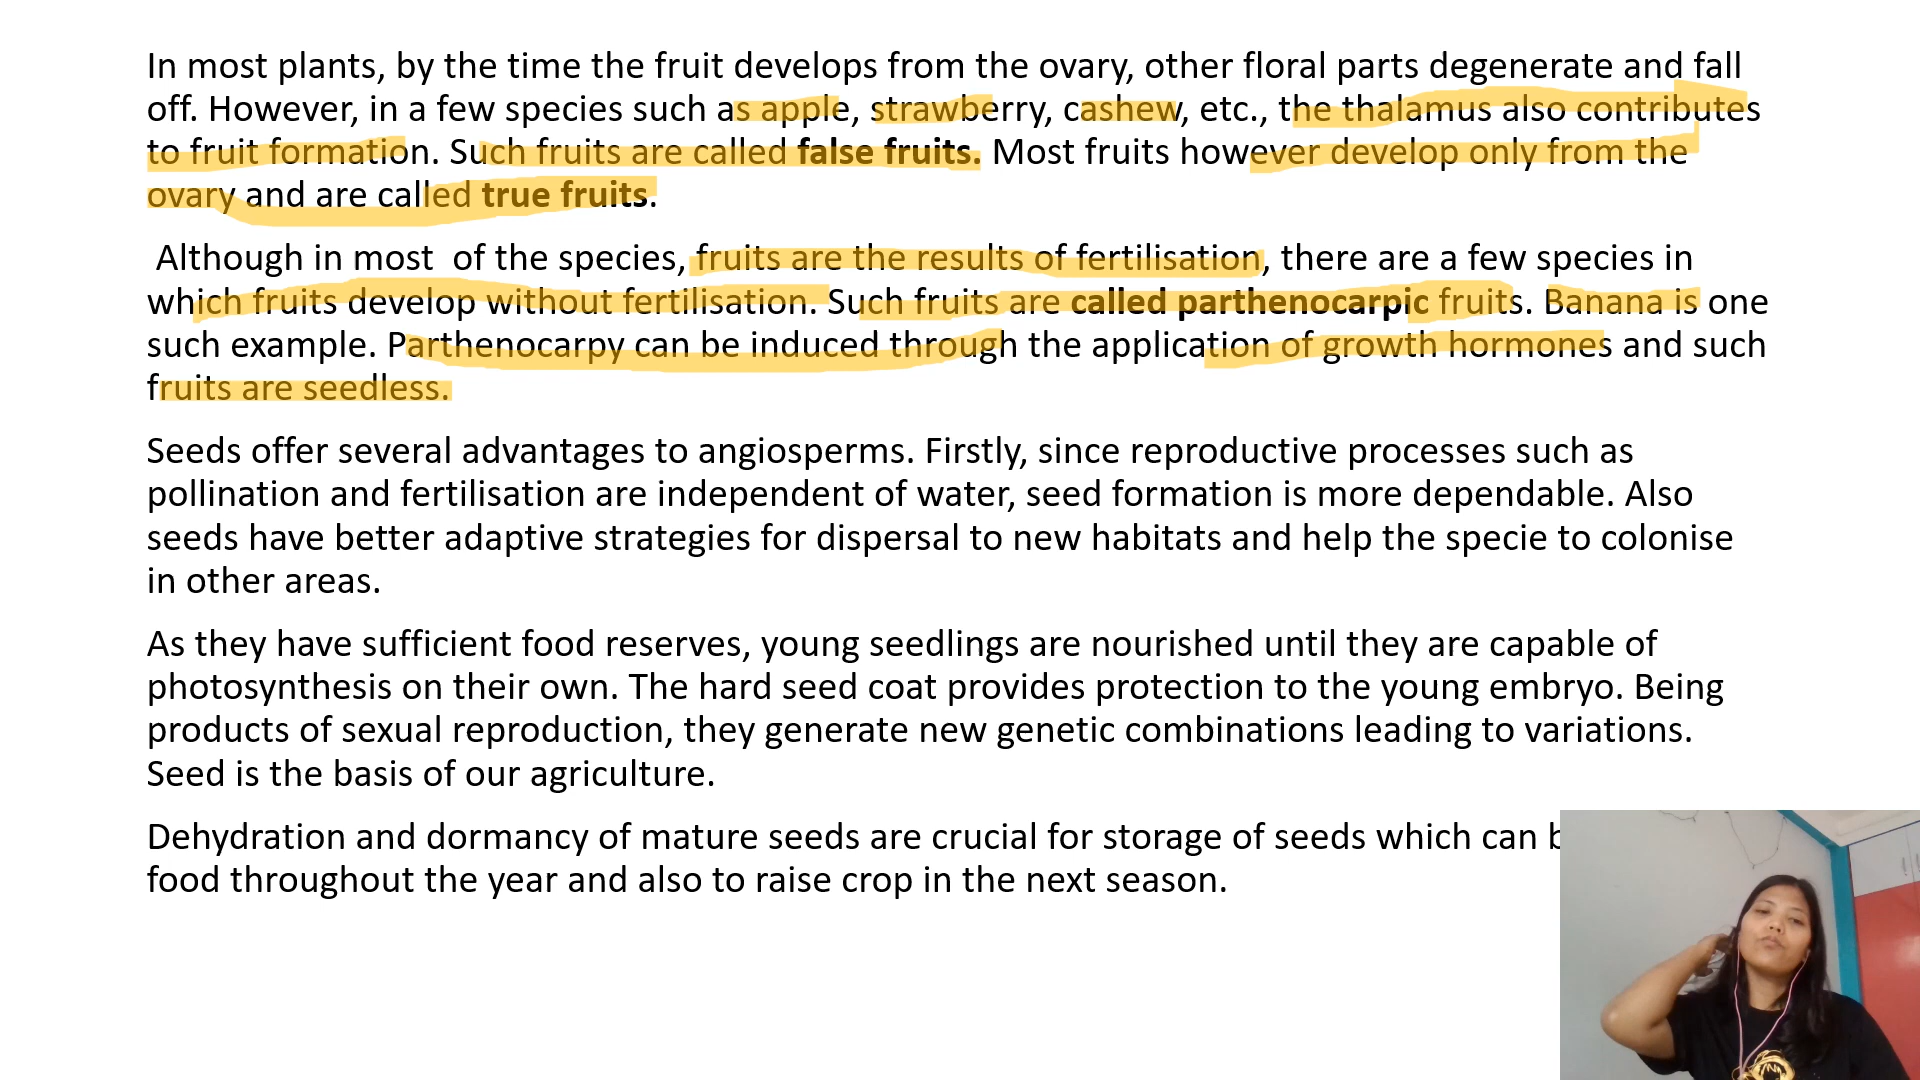 In most plants, by the time the fruit develops from the ovary, other floral parts degenerate and fall
off. However, in a few species such as apple, strawberry, cashew, etc., the thalamus also contributes
to fruit formation. Such fruits are called false fruits. Most fruits however develop only from the
ovary and are called true fruits.
Although in most of the species, fruits are the results of fertilisation, there are a few species in
which fruits develop without fertilisation. Such fruits are called parthenocarpic fruits. Banana is one
such example. Parthenocarpy can be induced through the application of growth hormones and such
fruits are seedless.
Seeds offer several advantages to angiosperms. Firstly, since reproductive processes such as
pollination and fertilisation are independent of water, seed formation is more dependable. Also
seeds have better adaptive strategies for dispersal to new habitats and help the specie to colonise
in other areas.
As they have sufficient food reserves, young seedlings are nourished until they are capable of
photosynthesis on their own. The hard seed coat provides protection to the young embryo. Being
products of sexual reproduction, they generate new genetic combinations leading to variations.
Seed is the basis of our agriculture.
Dehydration and dormancy of mature seeds are crucial for storage of seeds which can
food throughout the year and also to raise crop in the next season.